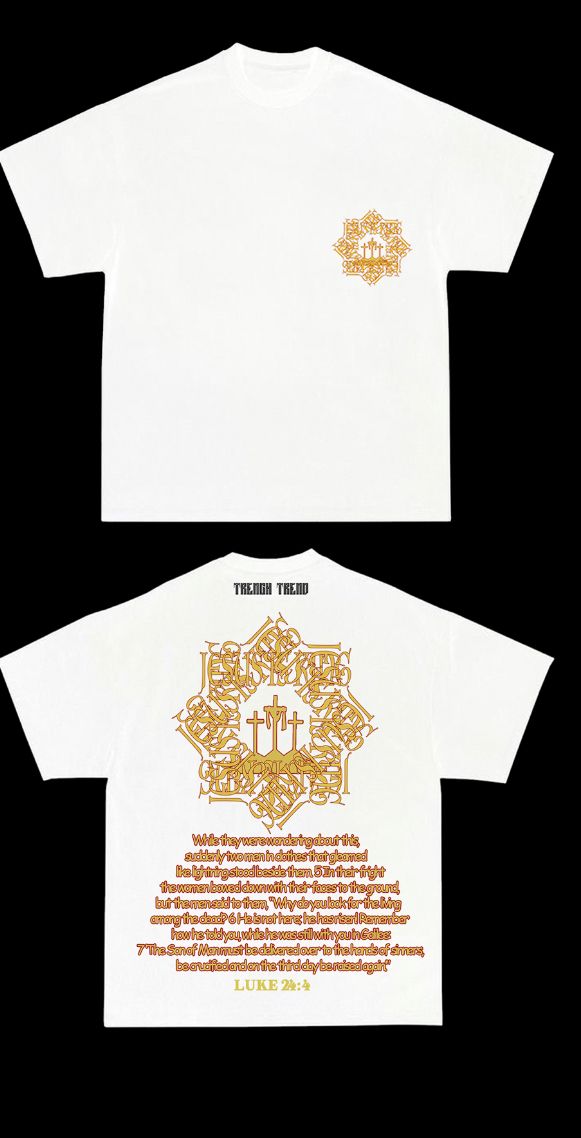 TRENCH TREND
JESUS IS KING
While they were wondering about this,
suddenly two men in clothes that gleamed
like lightning stood beside them. 5 In their fright
the women bowed down with their faces to the ground,
but the men said to them, "Why do you look for the living
among the dead? 6 He is not here; he has risen! Remember
how he told you, while he was still with you in Galilee:
7 'The Son of Man must be delivered over to the hands of sinners,
be crucified and on the third day be raised again.'"
LUKE 24:4